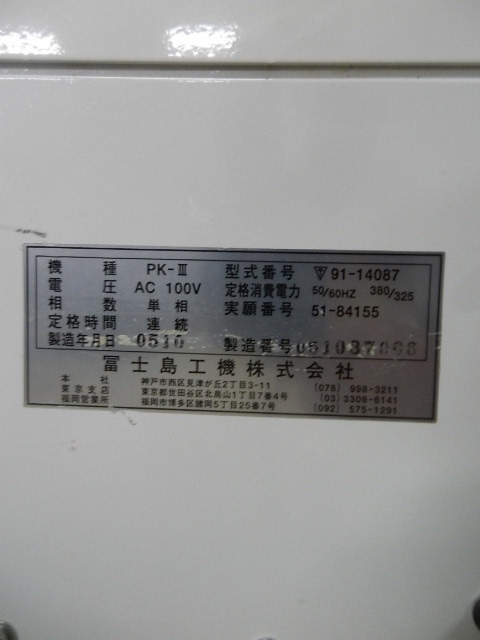 機種 PK-Ⅲ 型式番号 ▽ 91-14087
電圧 AC 100V 定格消費電力 50/60HZ 380/325
相数 単相 実願番号 51-84155
定格時間 連続
製造年月日 0510 製造番号
冨士島工機株式会社
本社 神戸市西区見津が丘2丁目3-11 (078) 998-3211
東京支店 東京都世田谷区北烏山1丁目7番4号 (03) 3309-6141
福岡営業所 福岡市博多区諸岡5丁目25番7号 (092) 575-1291